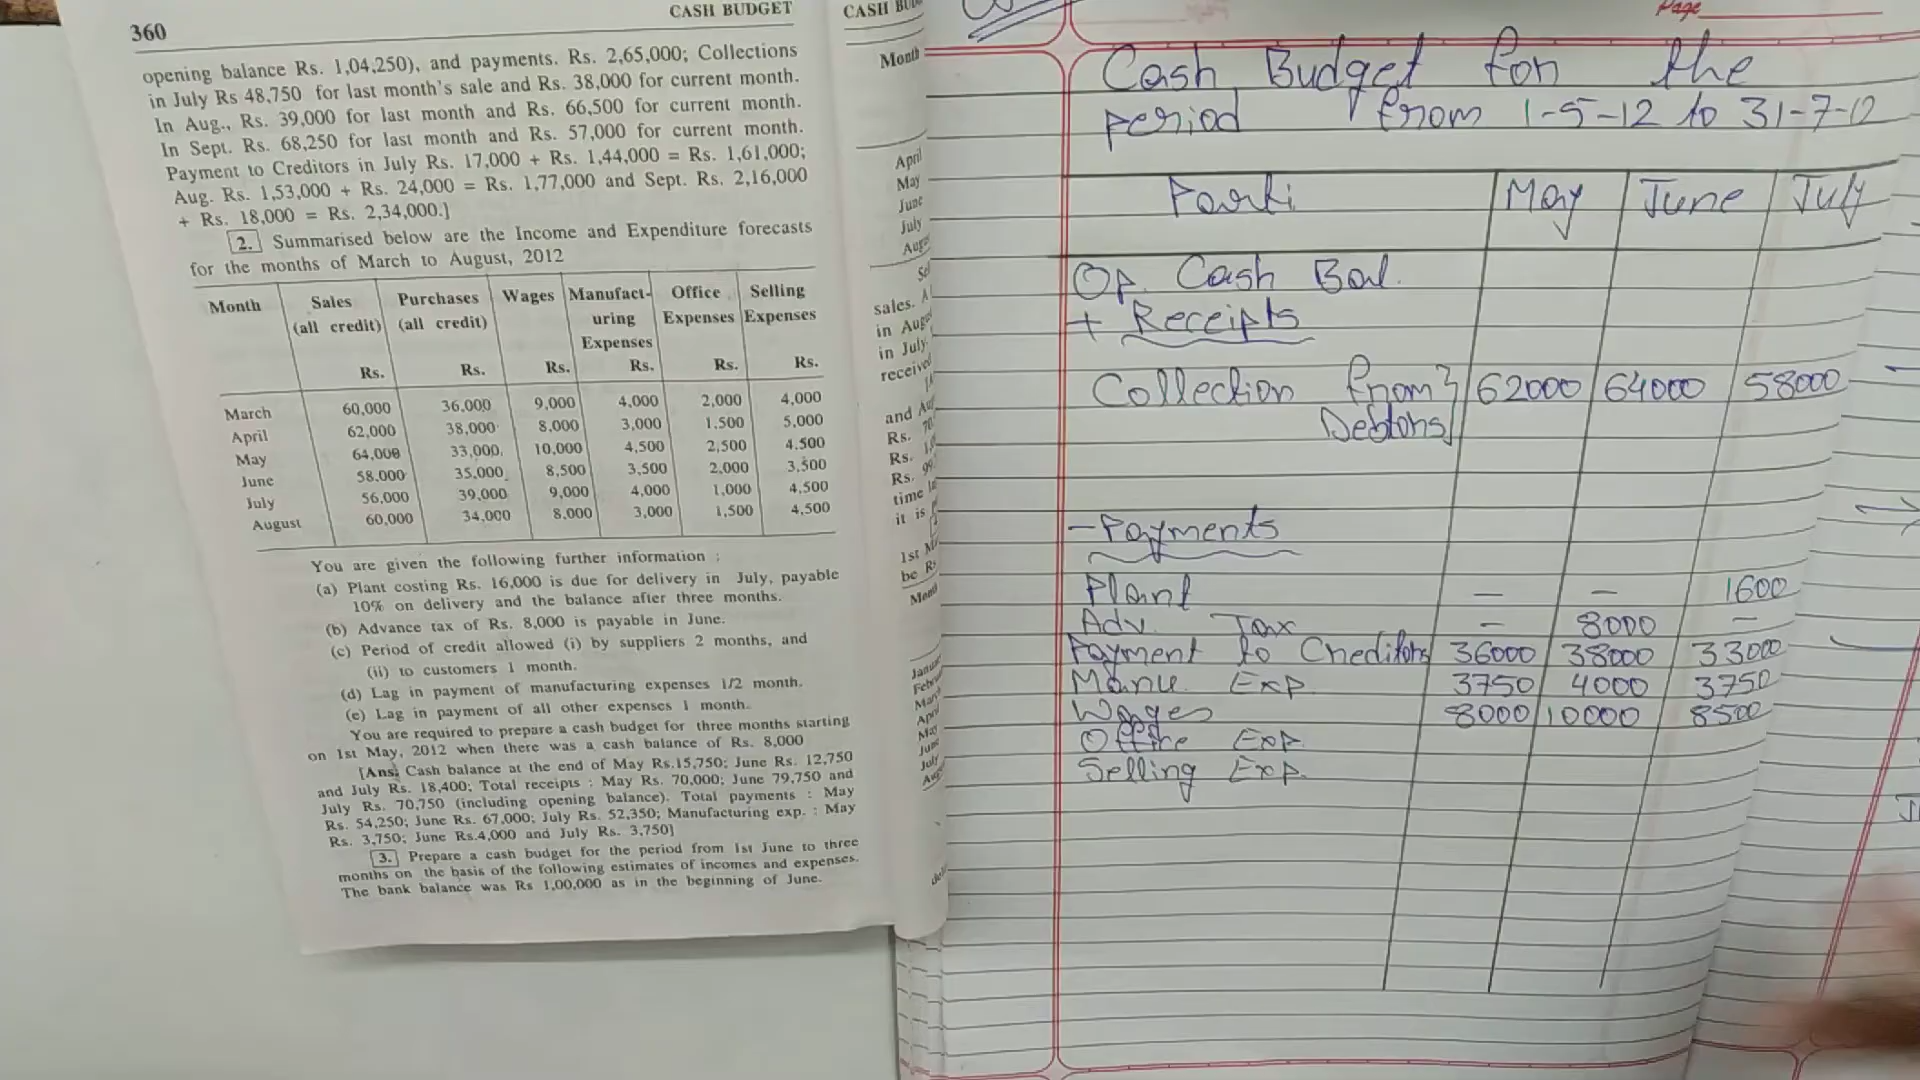 360
CASH BUDGET
opening balance Rs. 1,04,250), and payments. Rs. 2,65,000; Collections
in July Rs 48,750 for last month's sale and Rs. 38,000 for current month.
In Aug., Rs. 39,000 for last month and Rs. 66,500 for current month.
In Sept. Rs. 68,250 for last month and Rs. 57,000 for current month.
Payment to Creditors in July Rs. 17,000 + Rs. 1,44,000 = Rs. 1,61,000;
Aug. Rs. 1,53,000 + Rs. 24,000 = Rs. 1,77,000 and Sept. Rs. 2,16,000
+ Rs. 18,000 = Rs. 2,34,000.]
2. Summarised below are the Income and Expenditure forecasts
for the months of March to August, 2012
Month Sales Purchases Wages Manufact- Office Selling
(all credit) (all credit) uring Expenses Expenses
Expenses
Rs. Rs. Rs. Rs. Rs. Rs.
March 60,000 36,000 9,000 4,000 2,000 4,000
April 62,000 38,000 8,000 3,000 1,500 5,000
May 64,000 33,000 10,000 4,500 2,500 4,500
June 58,000 35,000 8,500 3,500 2,000 3,500
July 56,000 39,000 9,000 4,000 1,000 4,500
August 60,000 34,000 8,000 3,000 1,500 4,500
You are given the following further information :
(a) Plant costing Rs. 16,000 is due for delivery in July, payable
10% on delivery and the balance after three months.
(b) Advance tax of Rs. 8,000 is payable in June.
(c) Period of credit allowed (i) by suppliers 2 months, and
(ii) to customers 1 month.
(d) Lag in payment of manufacturing expenses 1/2 month.
(e) Lag in payment of all other expenses 1 month.
You are required to prepare a cash budget for three months starting
on 1st May, 2012 when there was a cash balance of Rs. 8,000
[Ans. Cash balance at the end of May Rs.15,750; June Rs. 12,750
and July Rs. 18,400; Total receipts : May Rs. 70,000; June 79,750 and
July Rs. 70,750 (including opening balance). Total payments : May
Rs. 54,250; June Rs. 67,000; July Rs. 52,350; Manufacturing exp. : May
Rs. 3,750; June Rs.4,000 and July Rs. 3,750]
3. Prepare a cash budget for the period from 1st June to three
months on the basis of the following estimates of incomes and expenses.
The bank balance was Rs 1,00,000 as in the beginning of June.
CASH
Month
April
May
June
July
sales.
in
in July.
received
and
Rs.
Rs.
Rs.
time
it is
1st
be
Page
Cash Budget for the
period from 1-5-12 to 31-7-12
Parti May June July
Op. Cash Bal.
+ Receipts
Collection from 62000 64000 58000
Debtors
- Payments
Plant — — 1600
Adv. Tax - 8000 -
Payment to Creditors 36000 38000 33000
Manu. Exp. 3750 4000 3750
Wages 8000 10000 8500
Office Exp.
Selling Exp.